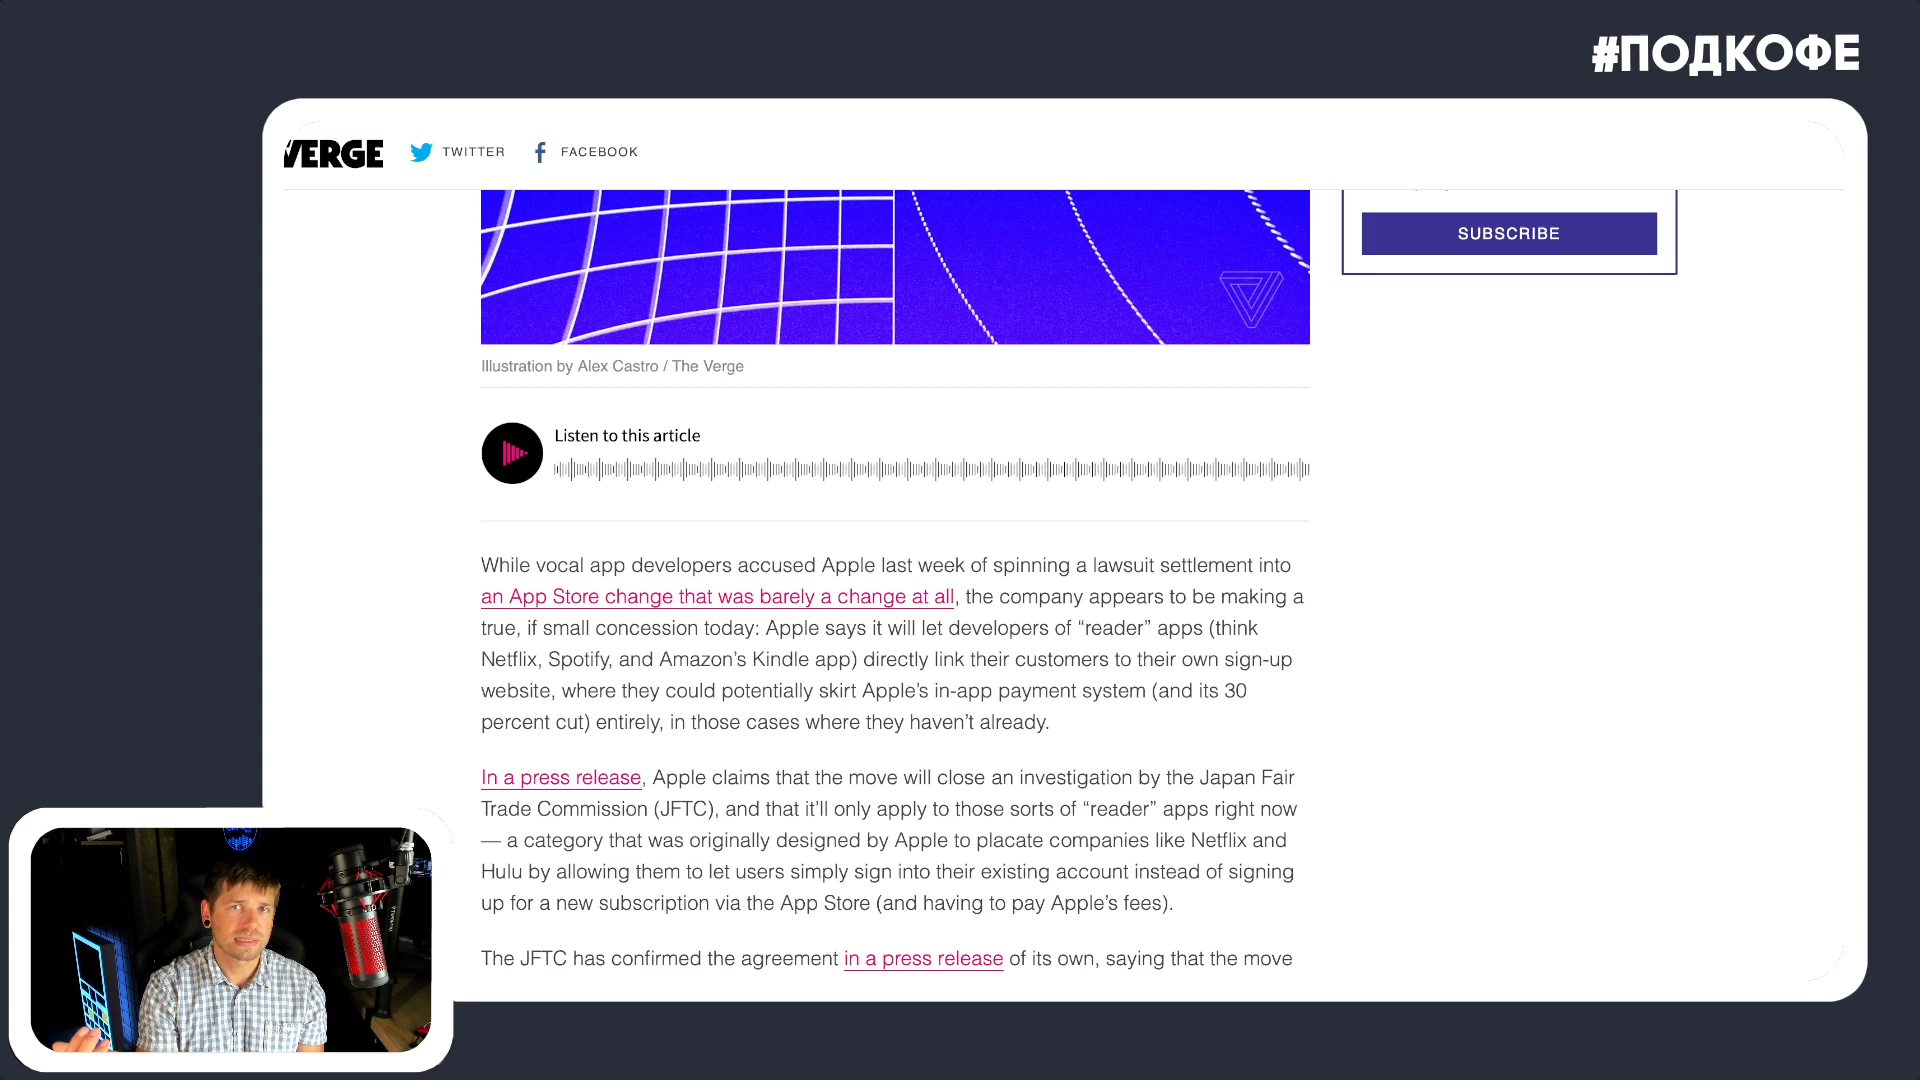 #ПОДКОФЕ
VERGE
TWITTER
FACEBOOK
SUBSCRIBE
Illustration by Alex Castro / The Verge
Listen to this article
While vocal app developers accused Apple last week of spinning a lawsuit settlement into
an App Store change that was barely a change at all, the company appears to be making a
true, if small concession today: Apple says it will let developers of “reader” apps (think
Netflix, Spotify, and Amazon’s Kindle app) directly link their customers to their own sign-up
website, where they could potentially skirt Apple’s in-app payment system (and its 30
percent cut) entirely, in those cases where they haven’t already.
In a press release, Apple claims that the move will close an investigation by the Japan Fair
Trade Commission (JFTC), and that it’ll only apply to those sorts of “reader” apps right now
— a category that was originally designed by Apple to placate companies like Netflix and
Hulu by allowing them to let users simply sign into their existing account instead of signing
up for a new subscription via the App Store (and having to pay Apple’s fees).
The JFTC has confirmed the agreement in a press release of its own, saying that the move